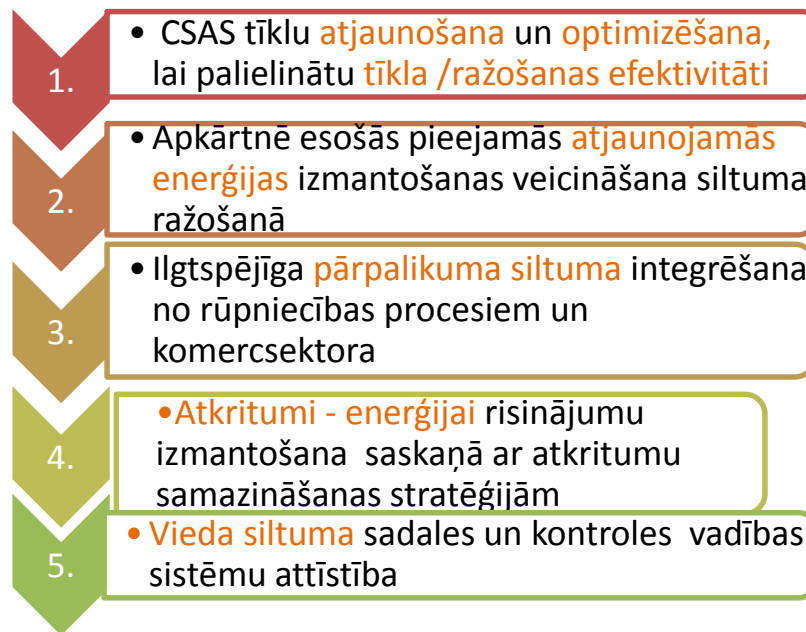 1.
• CSAS tīklu atjaunošana un optimizēšana,
lai palielinātu tīkla /ražošanas efektivitāti
2.
• Apkārtnē esošās pieejamās atjaunojamās
enerģijas izmantošanas veicināšana siltuma
ražošanā
3.
• Ilgtspējīga pārpalikuma siltuma integrēšana
no rūpniecības procesiem un
komercsektora
4.
•Atkritumi - enerģijai risinājumu
izmantošana saskaņā ar atkritumu
samazināšanas stratēģijām
5.
• Vieda siltuma sadales un kontroles vadības
sistēmu attīstība